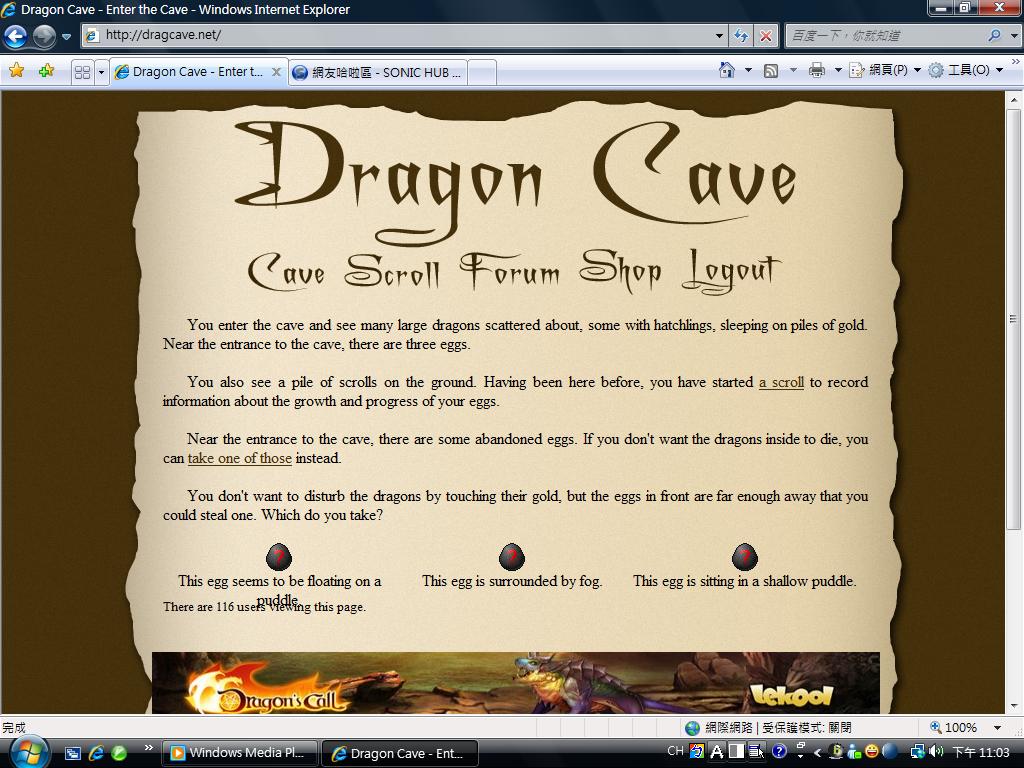 Dragon Cave - Enter the Cave - Windows Internet Explorer
http://dragcave.net/
百度一下，你就知道
Dragon Cave - Enter t...
網友哈啦區 - SONIC HUB ...
網頁(P)
工具(O)
Dragon Cave
Cave Scroll Forum Shop Logout
You enter the cave and see many large dragons scattered about, some with hatchlings, sleeping on piles of gold.
Near the entrance to the cave, there are three eggs.
You also see a pile of scrolls on the ground. Having been here before, you have started a scroll to record
information about the growth and progress of your eggs.
Near the entrance to the cave, there are some abandoned eggs. If you don't want the dragons inside to die, you
can take one of those instead.
You don't want to disturb the dragons by touching their gold, but the eggs in front are far enough away that you
could steal one. Which do you take?
? ? ?
This egg seems to be floating on a
puddle.
This egg is surrounded by fog.
This egg is sitting in a shallow puddle.
There are 116 users viewing this page.
Dragon's Call
lekool
完成
網際網路 | 受保護模式: 關閉
100%
Windows Media Pl...
Dragon Cave - Ent...
CH
下午 11:03